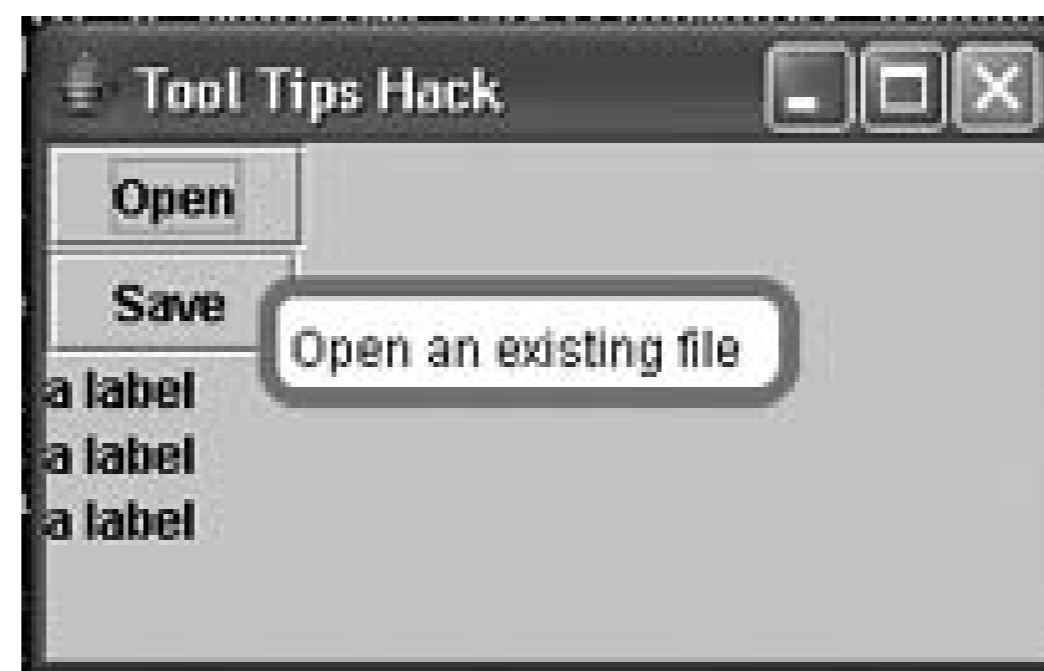 Tool Tips Hack
Open
Save
Open an existing file
a label
a label
a label